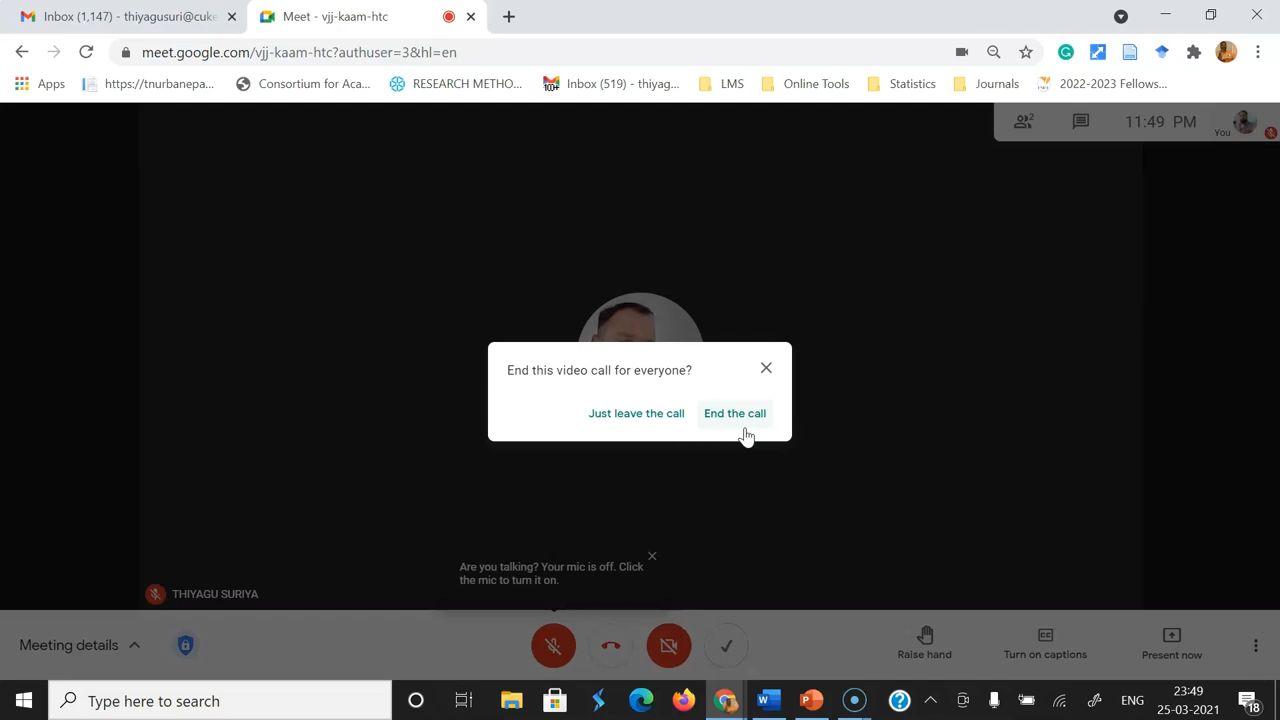 Inbox (1,147) - thiyagusuri@cuke
Meet - vjj-kaam-htc
meet.google.com/vjj-kaam-htc?authuser=3&hl=en
Apps
https://tnurbanepa...
Consortium for Aca...
RESEARCH METHO...
100+
Inbox (519) - thiyag...
LMS
Online Tools
Statistics
Journals
2022-2023 Fellows...
2
11:49 PM
You
End this video call for everyone?
Just leave the call
End the call
Are you talking? Your mic is off. Click
the mic to turn it on.
THIYAGU SURIYA
Meeting details
Raise hand
Turn on captions
Present now
Type here to search
ENG
23:49
25-03-2021
18